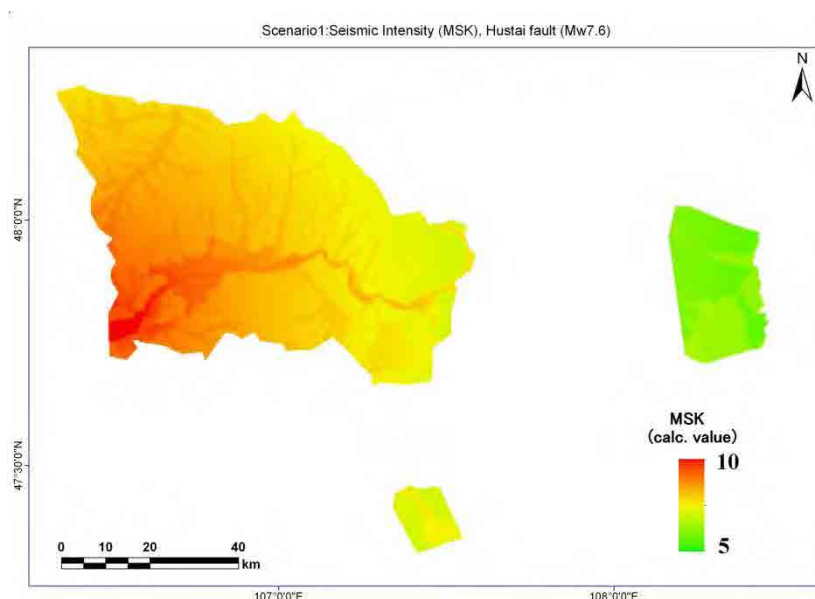 Scenario1:Seismic Intensity (MSK), Hustai fault (Mw7.6)
N
48°0'0"N
47°30'0"N
MSK
(calc. value)
10
5
0 10 20 40
km
107°0'0"E
108°0'0"E